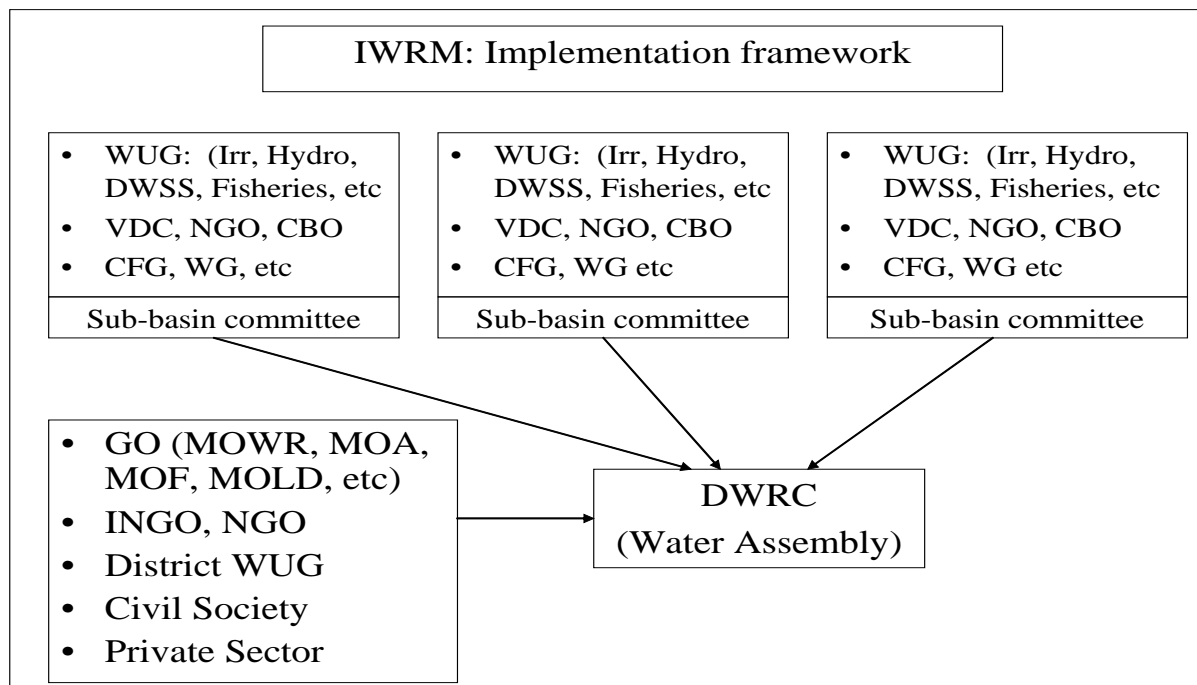 IWRM: Implementation framework
• WUG: (Irr, Hydro,
DWSS, Fisheries, etc
• VDC, NGO, CBO
• CFG, WG, etc
Sub-basin committee
• WUG: (Irr, Hydro,
DWSS, Fisheries, etc
• VDC, NGO, CBO
• CFG, WG etc
Sub-basin committee
• WUG: (Irr, Hydro,
DWSS, Fisheries, etc
• VDC, NGO, CBO
• CFG, WG etc
Sub-basin committee
• GO (MOWR, MOA,
MOF, MOLD, etc)
• INGO, NGO
• District WUG
• Civil Society
• Private Sector
DWRC
(Water Assembly)